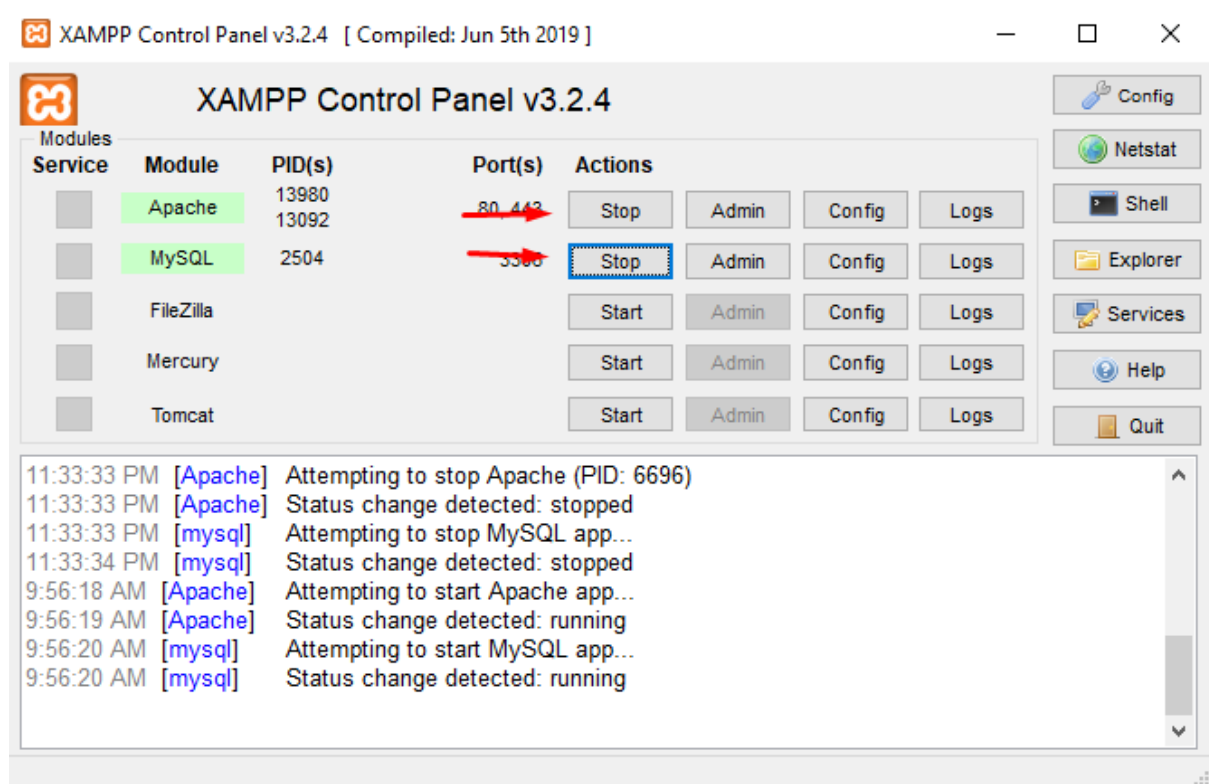 XAMPP Control Panel v3.2.4 [ Compiled: Jun 5th 2019 ]
XAMPP Control Panel v3.2.4
Config
Modules
Netstat
Service Module PID(s) Port(s) Actions
Apache 13980 13092 80, 443 Stop Admin Config Logs
Shell
MySQL 2504 3306 Stop Admin Config Logs
Explorer
FileZilla Start Admin Config Logs
Services
Mercury Start Admin Config Logs
Help
Tomcat Start Admin Config Logs
Quit
11:33:33 PM [Apache] Attempting to stop Apache (PID: 6696)
11:33:33 PM [Apache] Status change detected: stopped
11:33:33 PM [mysql] Attempting to stop MySQL app...
11:33:34 PM [mysql] Status change detected: stopped
9:56:18 AM [Apache] Attempting to start Apache app...
9:56:19 AM [Apache] Status change detected: running
9:56:20 AM [mysql] Attempting to start MySQL app...
9:56:20 AM [mysql] Status change detected: running